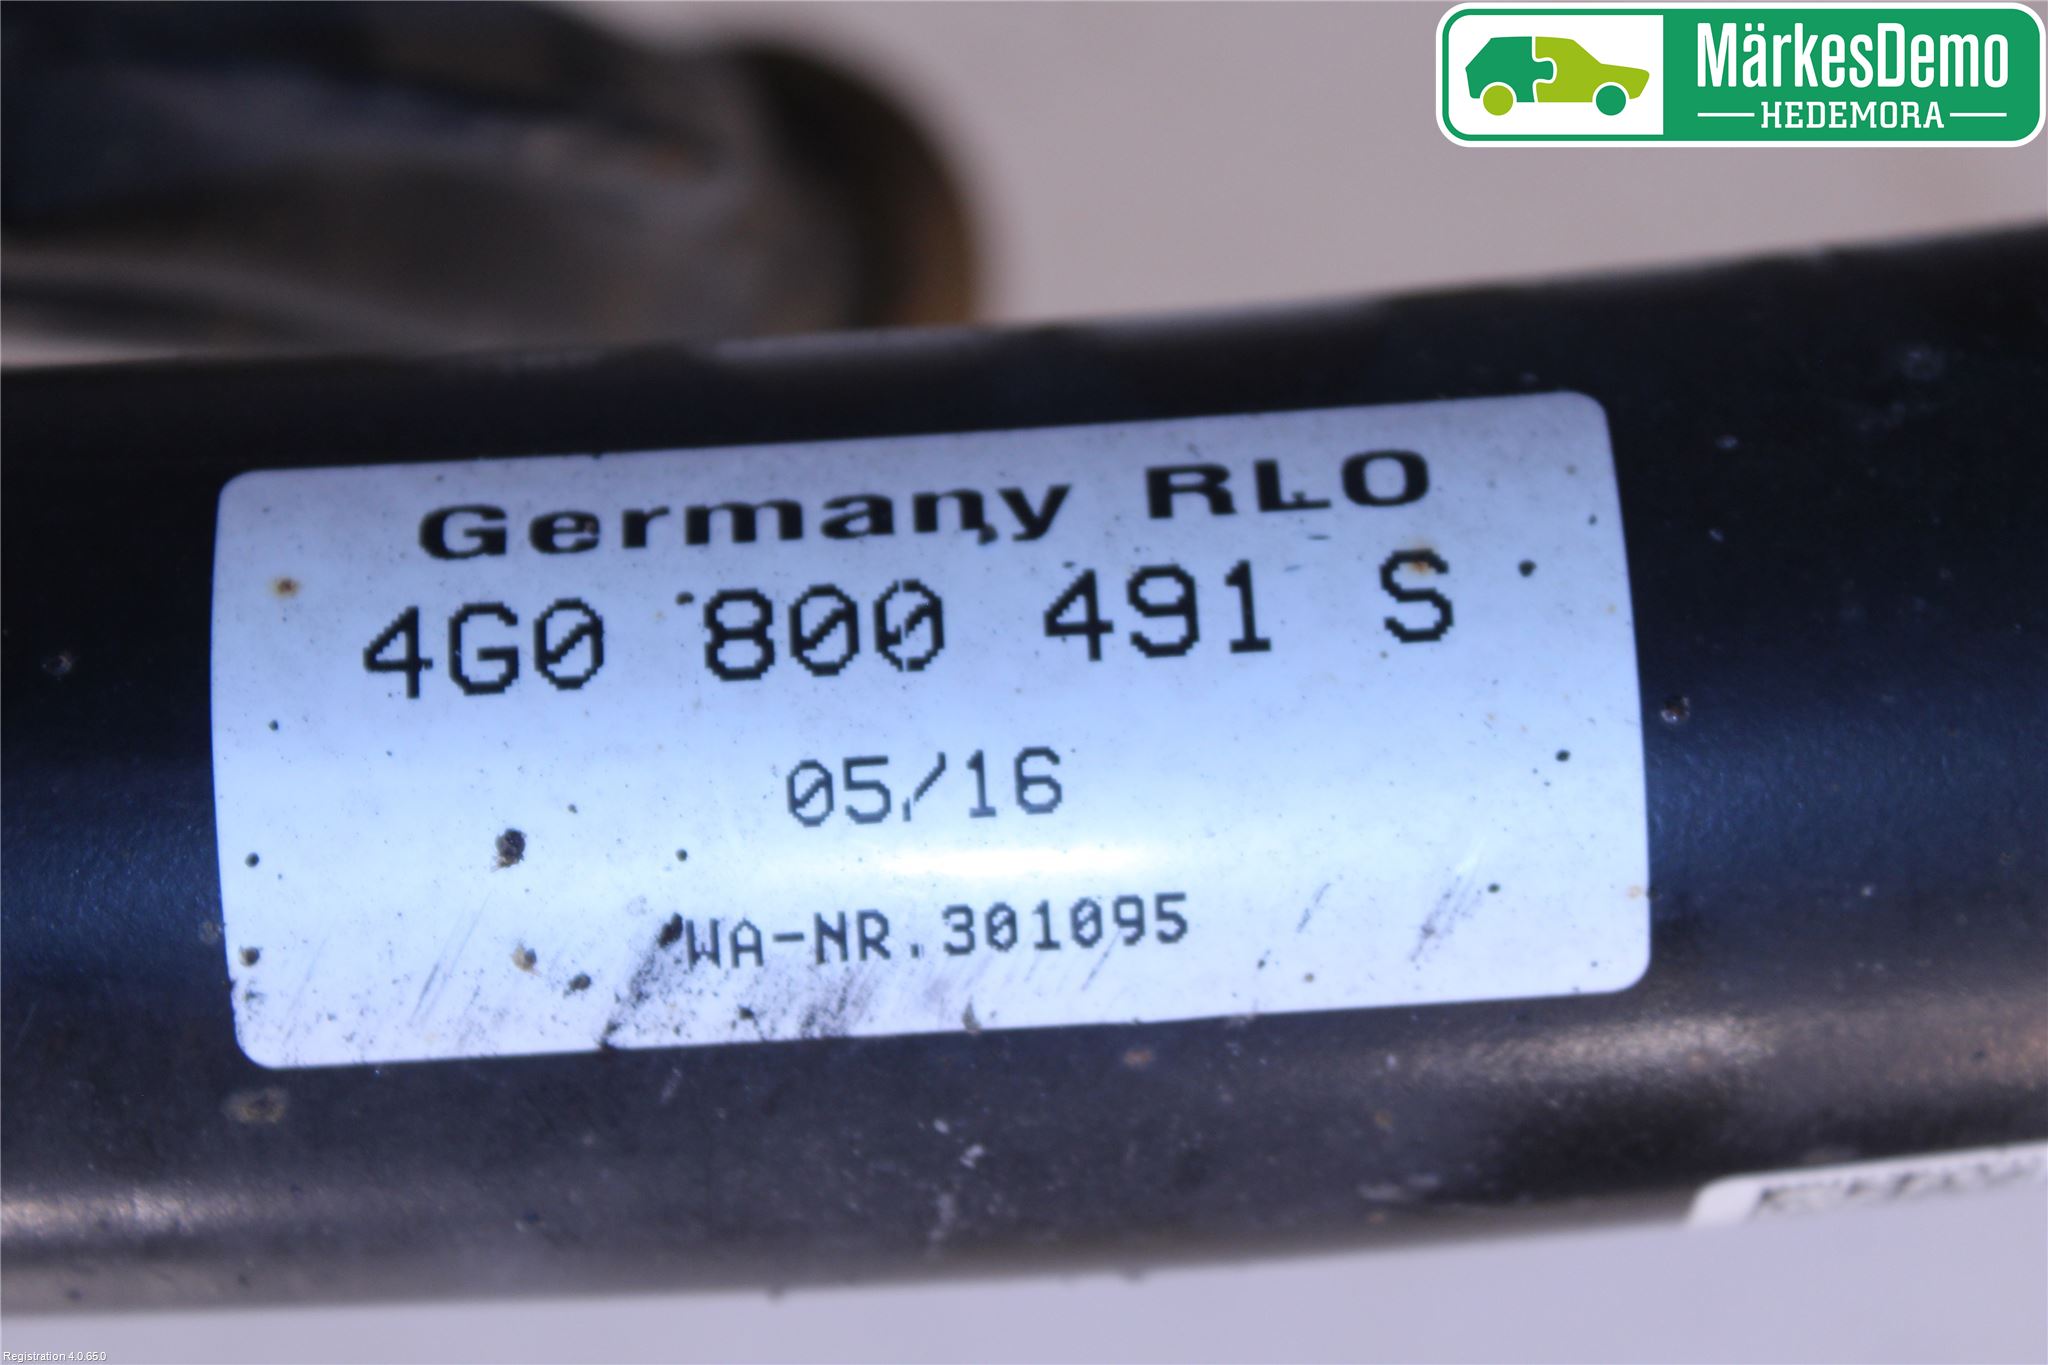 MärkesDemo
HEDEMORA
Germany RLO
4G0 800 491 S
05/16
WA-NR.301095
Registration 4.0.65.0